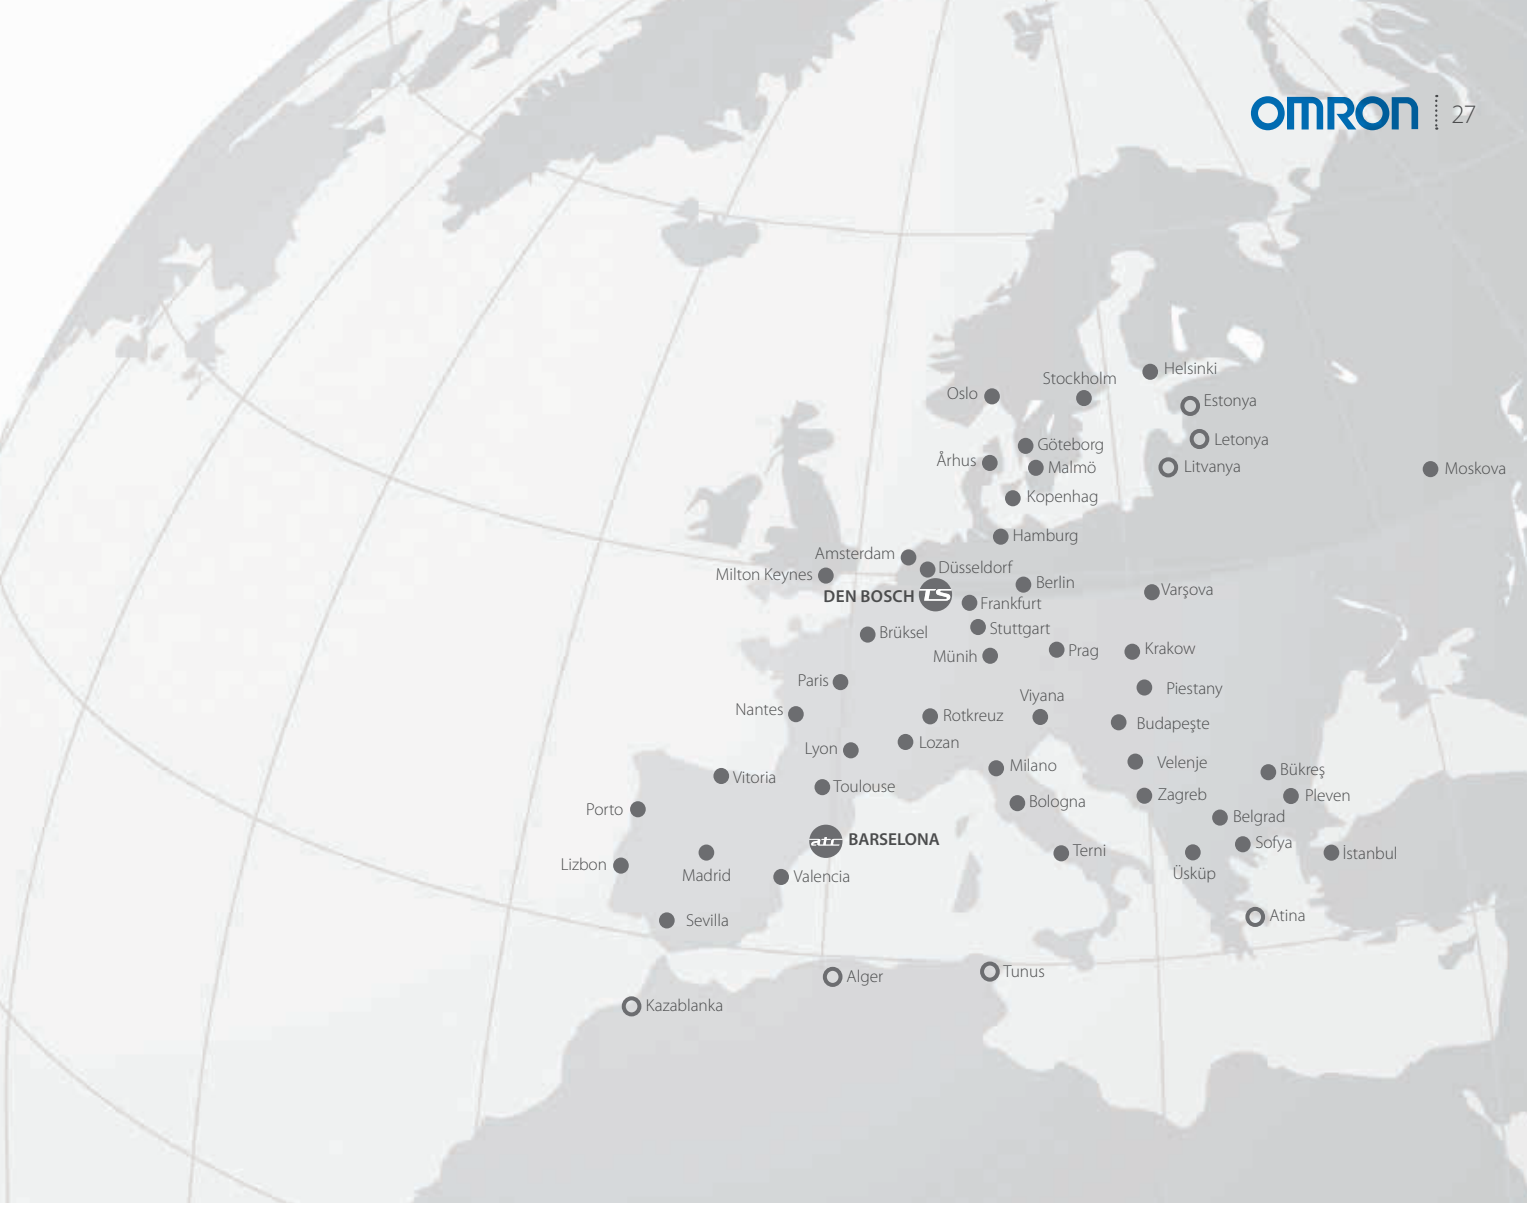 OMRON 27
Helsinki
Stockholm
Oslo
Estonya
Letonya
Göteborg
Århus
Malmö
Litvanya
Moskova
Kopenhag
Hamburg
Amsterdam
Düsseldorf
Milton Keynes
Berlin
DEN BOSCH TS
Varşova
Frankfurt
Stuttgart
Brüksel
Münih
Prag
Krakow
Paris
Piestany
Viyana
Nantes
Rotkreuz
Budapeşte
Lyon
Lozan
Milano
Velenje
Bükreş
Vitoria
Toulouse
Zagreb
Pleven
Porto
Bologna
Belgrad
atc BARSELONA
Sofya
Terni
İstanbul
Lizbon
Madrid
Valencia
Üsküp
Sevilla
Atina
Alger
Tunus
Kazablanka